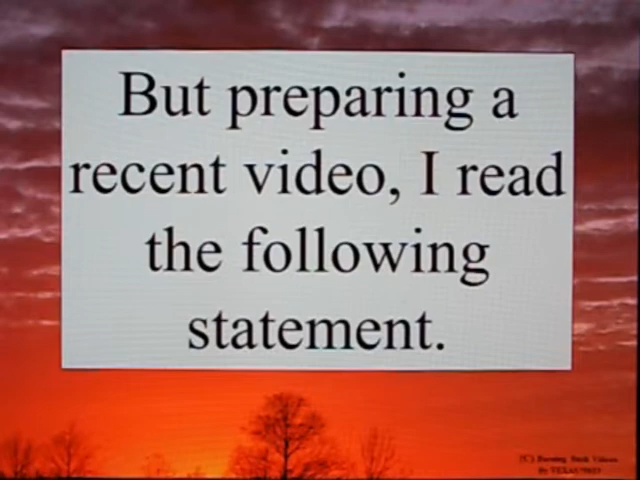 But preparing a
recent video, I read
the following
statement.